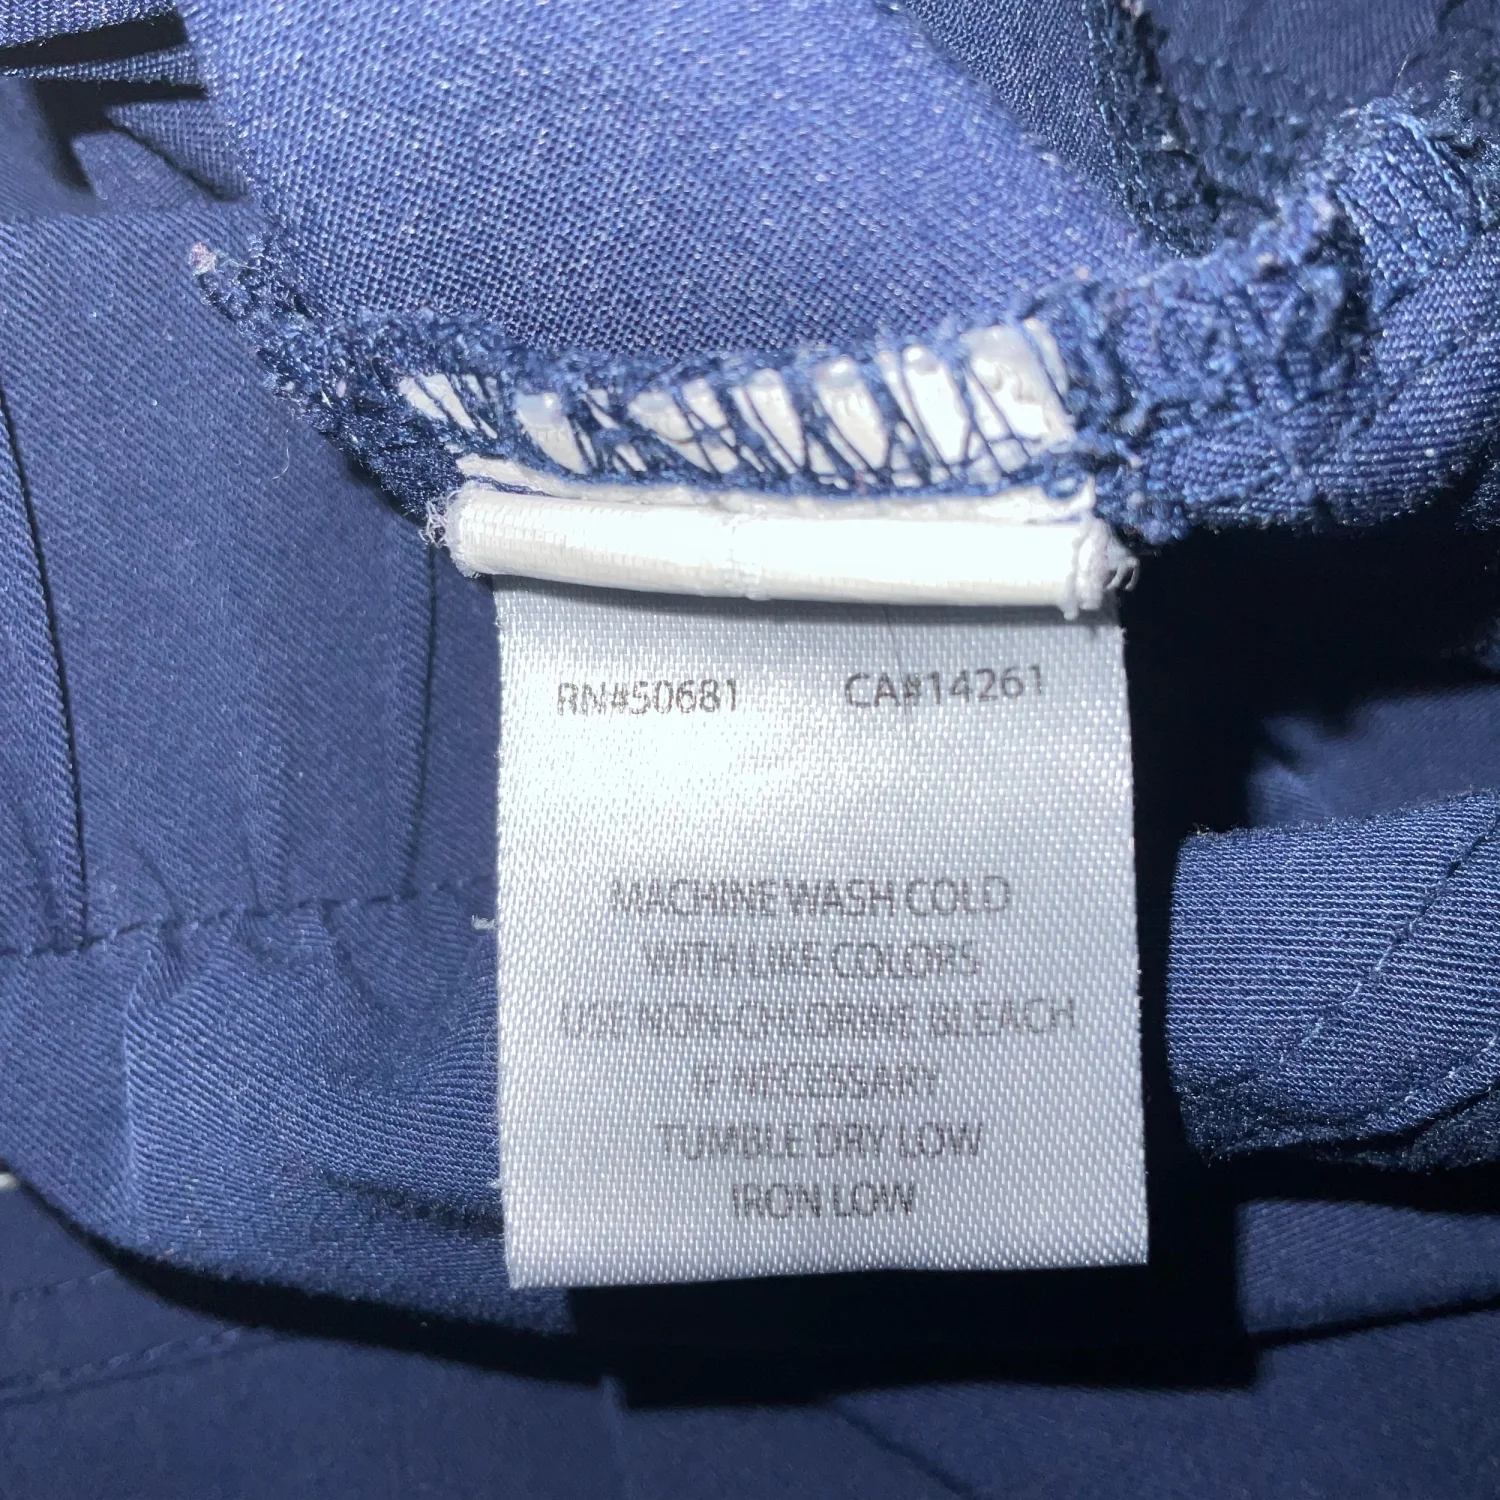 RN#50681 CA#14261
MACHINE WASH COLD
WITH LIKE COLORS
USE NON-CHLORINE BLEACH
IF NECESSARY
TUMBLE DRY LOW
IRON LOW